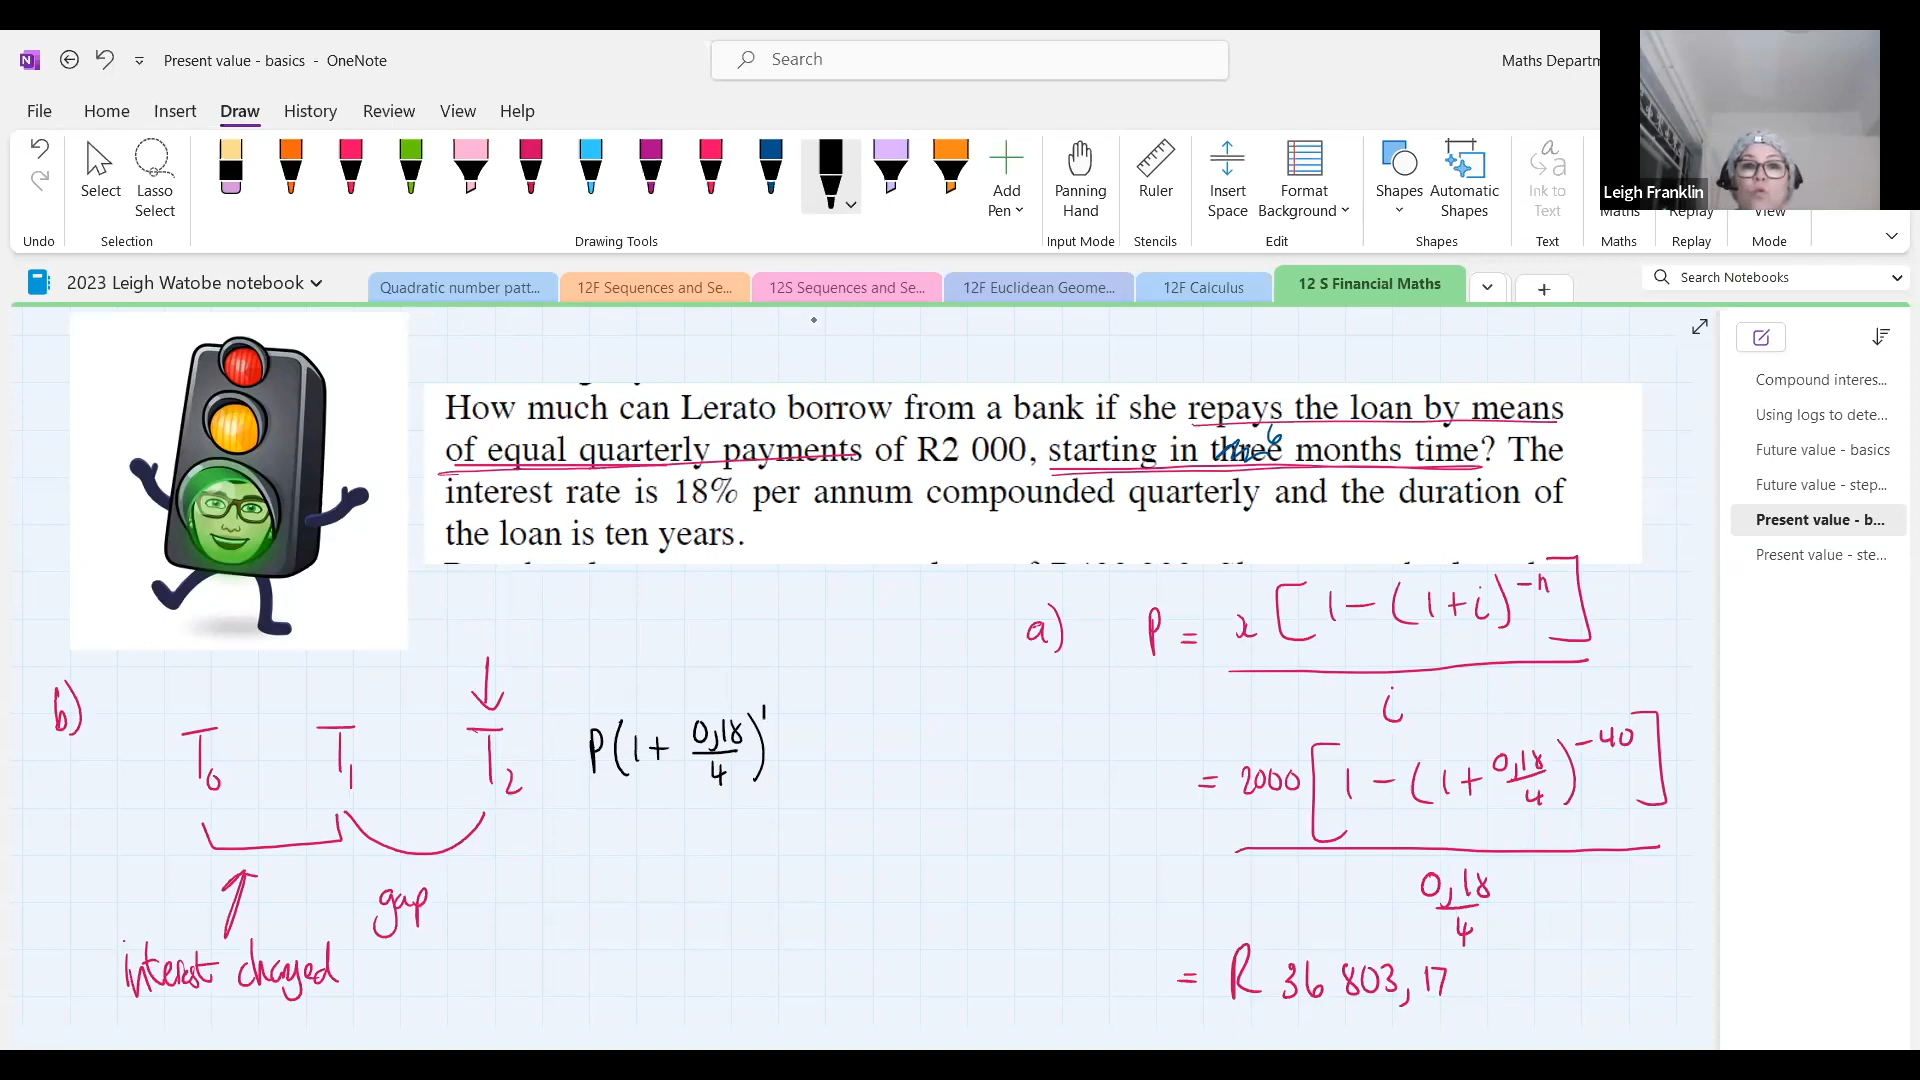 Present value - basics - OneNote
Search
Maths Departm
File Home Insert Draw History Review View Help
Undo
Select
Lasso Select
Selection
Drawing Tools
Add Pen
Panning Hand
Input Mode
Ruler
Stencils
Insert Space
Format Background
Edit
Shapes
Automatic Shapes
Shapes
Ink to Text
Text
Maths
Maths
Replay
Replay
View
Mode
Leigh Franklin
2023 Leigh Watobe notebook
Quadratic number patt...
12F Sequences and Se...
12S Sequences and Se...
12F Euclidean Geome...
12F Calculus
12 S Financial Maths
Search Notebooks
Compound interes...
Using logs to dete...
Future value - basics
Future value - step...
Present value - b...
Present value - ste...
How much can Lerato borrow from a bank if she repays the loan by means
of equal quarterly payments of R2 000, starting in three 6 months time? The
interest rate is 18% per annum compounded quarterly and the duration of
the loan is ten years.
a) P = x[1-(1+i)^-n]
i
= 2000[1-(1+0,18/4)^-40]
0,18
4
= R 36 803,17
b)
T0 T1 T2 P(1+0,18/4)^1
gap
interest charged